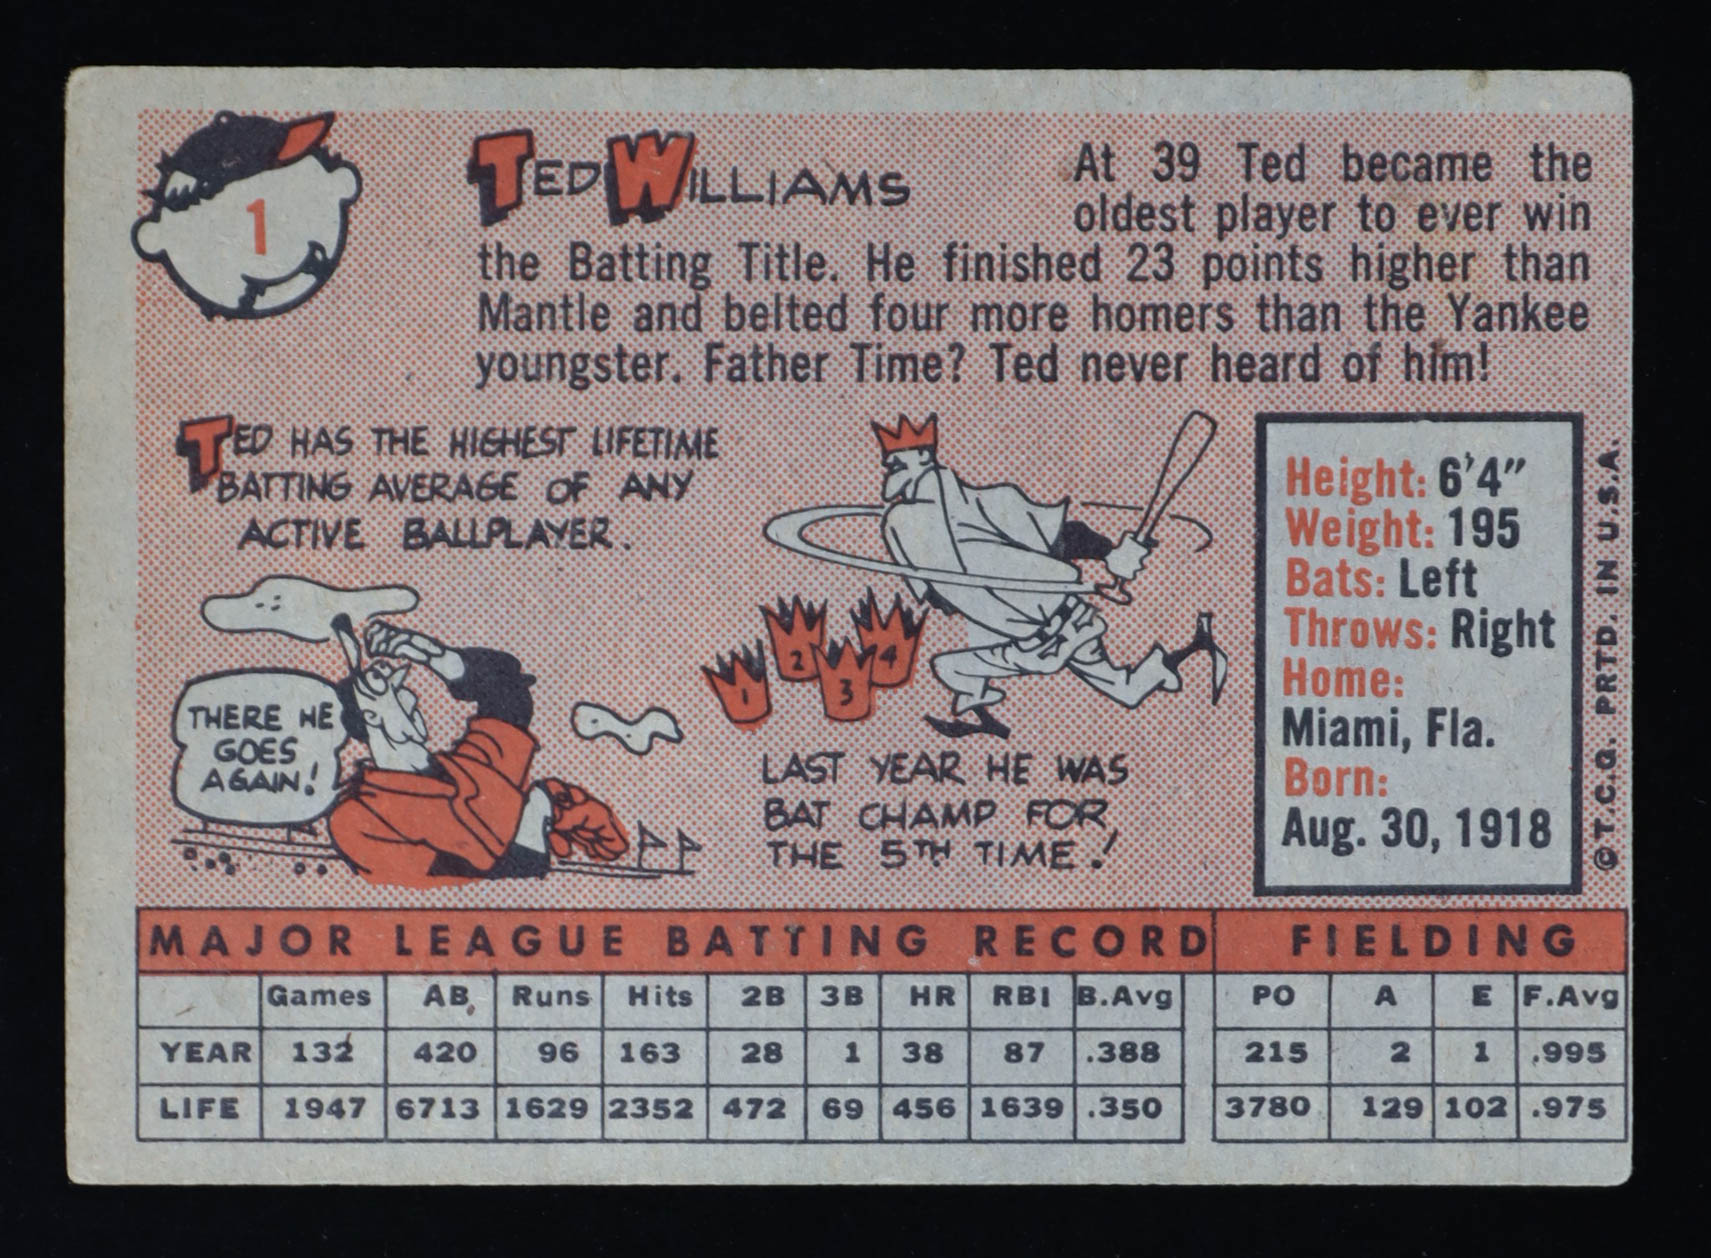 1
TED WILLIAMS
At 39 Ted became the
oldest player to ever win
the Batting Title. He finished 23 points higher than
Mantle and belted four more homers than the Yankee
youngster. Father Time? Ted never heard of him!
TED HAS THE HIGHEST LIFETIME
BATTING AVERAGE OF ANY
ACTIVE BALLPLAYER.
THERE HE
GOES
AGAIN!
1 2 3 4
LAST YEAR HE WAS
BAT CHAMP FOR
THE 5TH TIME!
Height: 6'4"
Weight: 195
Bats: Left
Throws: Right
Home:
Miami, Fla.
Born:
Aug. 30, 1918
© T.C.G. PRTD. IN U.S.A.
MAJOR LEAGUE BATTING RECORD FIELDING
Games AB Runs Hits 2B 3B HR RBI B.Avg PO A E F.Avg
YEAR 132 420 96 163 28 1 38 87 .388 215 2 1 .995
LIFE 1947 6713 1629 2352 472 69 456 1639 .350 3780 129 102 .975